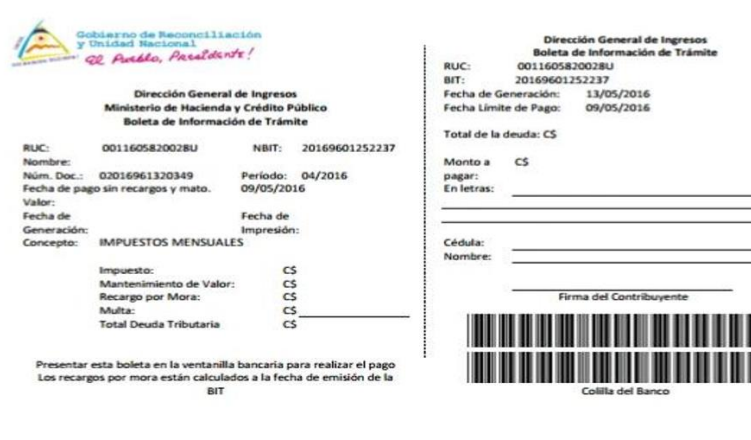 Gobierno de Reconciliación
y Unidad Nacional
El Pueblo, Presidente!
Dirección General de Ingresos
Ministerio de Hacienda y Crédito Público
Boleta de Información de Trámite
RUC: 0011605820028U NBIT: 20169601252237
Nombre:
Núm. Doc.: 02016961320349 Período: 04/2016
Fecha de pago sin recargos y mato. 09/05/2016
Valor:
Fecha de Generación: Fecha de Impresión:
Concepto: IMPUESTOS MENSUALES
Impuesto: C$
Mantenimiento de Valor: C$
Recargo por Mora: C$
Multa: C$
Total Deuda Tributaria C$
Presentar esta boleta en la ventanilla bancaria para realizar el pago
Los recargos por mora están calculados a la fecha de emisión de la
BIT
Dirección General de Ingresos
Boleta de Información de Trámite
RUC: 0011605820028U
BIT: 20169601252237
Fecha de Generación: 13/05/2016
Fecha Límite de Pago: 09/05/2016
Total de la deuda: C$
Monto a pagar: C$
En letras:
Cédula:
Nombre:
Firma del Contribuyente
Colilla del Banco